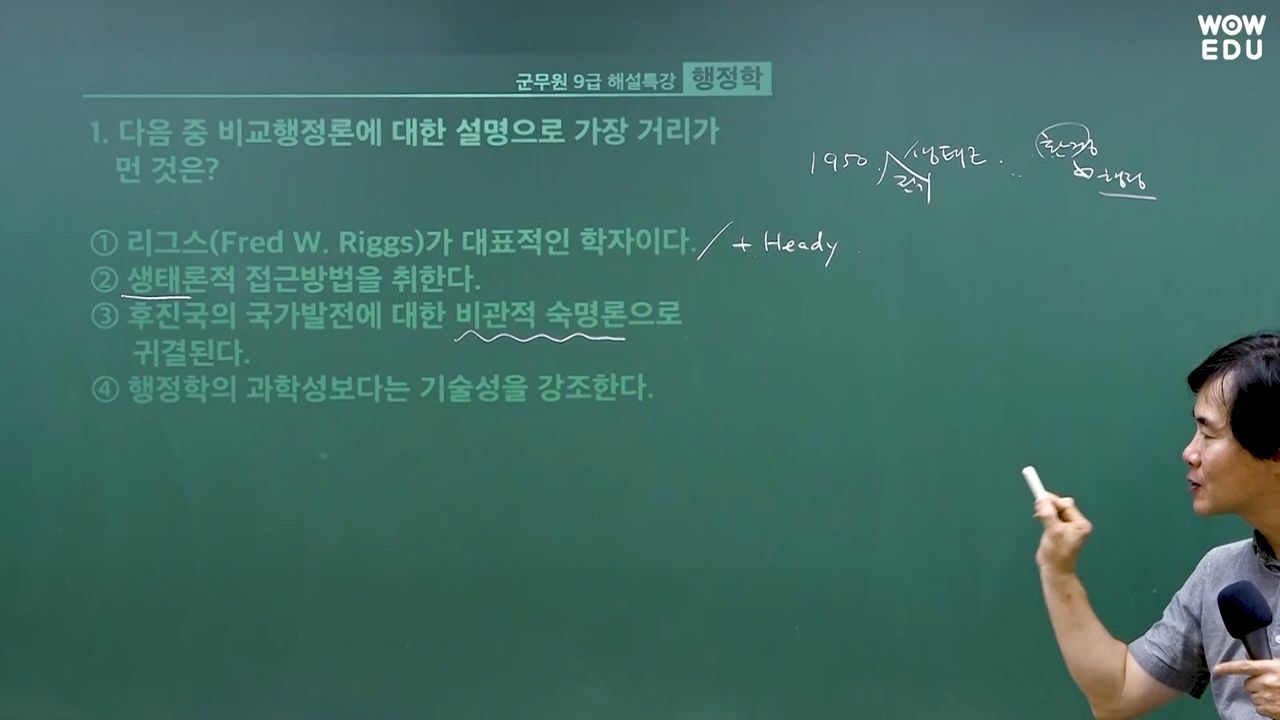 WOW
EDU
군무원 9급 해설특강 행정학
1. 다음 중 비교행정론에 대한 설명으로 가장 거리가
먼 것은?
1950. 생태론
환경
행정
① 리그스(Fred W. Riggs)가 대표적인 학자이다. + Heady
② 생태론적 접근방법을 취한다.
③ 후진국의 국가발전에 대한 비관적 숙명론으로
귀결된다.
④ 행정학의 과학성보다는 기술성을 강조한다.